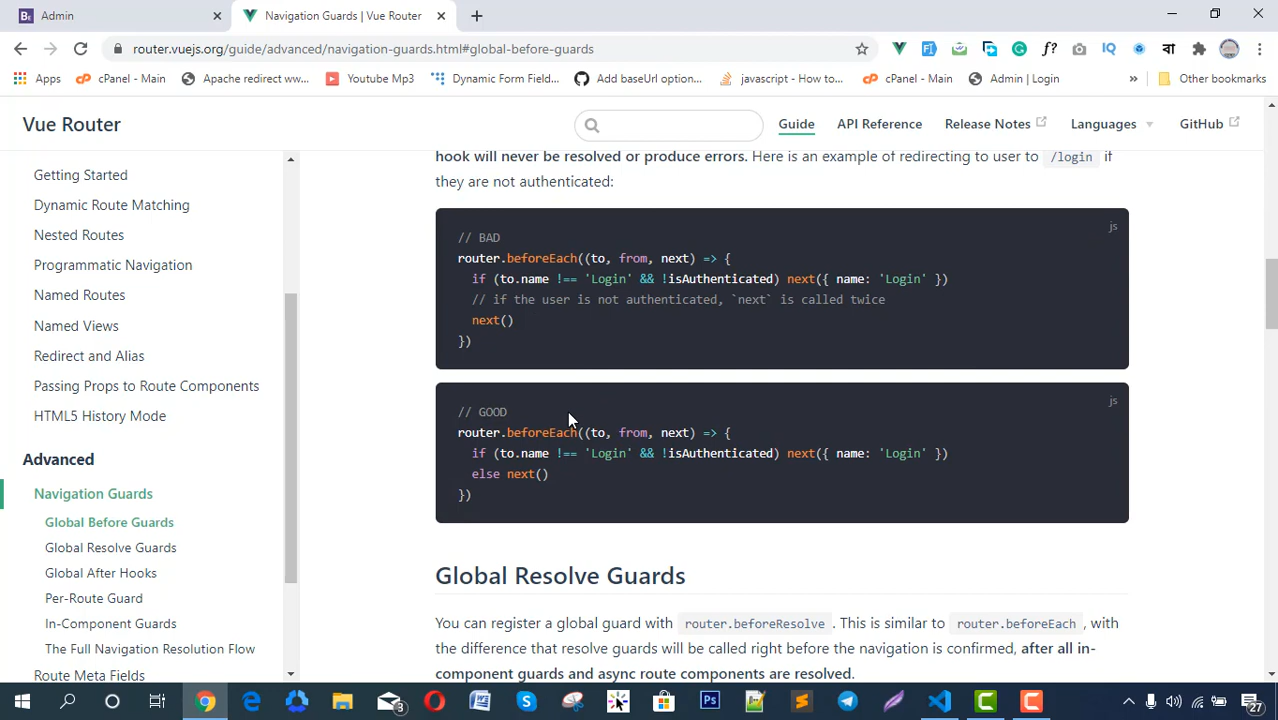 Admin
Navigation Guards | Vue Router
router.vuejs.org/guide/advanced/navigation-guards.html#global-before-guards
f?
IQ
বা
Apps
cPanel - Main
Apache redirect ww...
Youtube Mp3
Dynamic Form Field...
Add baseUrl option...
javascript - How to...
cPanel - Main
Admin | Login
»
Other bookmarks
Vue Router
Guide
API Reference
Release Notes
Languages
GitHub
Getting Started
Dynamic Route Matching
Nested Routes
Programmatic Navigation
Named Routes
Named Views
Redirect and Alias
Passing Props to Route Components
HTML5 History Mode
Advanced
Navigation Guards
Global Before Guards
Global Resolve Guards
Global After Hooks
Per-Route Guard
In-Component Guards
The Full Navigation Resolution Flow
Route Meta Fields
hook will never be resolved or produce errors. Here is an example of redirecting to user to /login if
they are not authenticated:
js
// BAD
router.beforeEach((to, from, next) => {
if (to.name !== 'Login' && !isAuthenticated) next({ name: 'Login' })
// if the user is not authenticated, `next` is called twice
next()
})
js
// GOOD
router.beforeEach((to, from, next) => {
if (to.name !== 'Login' && !isAuthenticated) next({ name: 'Login' })
else next()
})
Global Resolve Guards
You can register a global guard with router.beforeResolve . This is similar to router.beforeEach , with
the difference that resolve guards will be called right before the navigation is confirmed, after all in-
component guards and async route components are resolved.
3
Ps
27